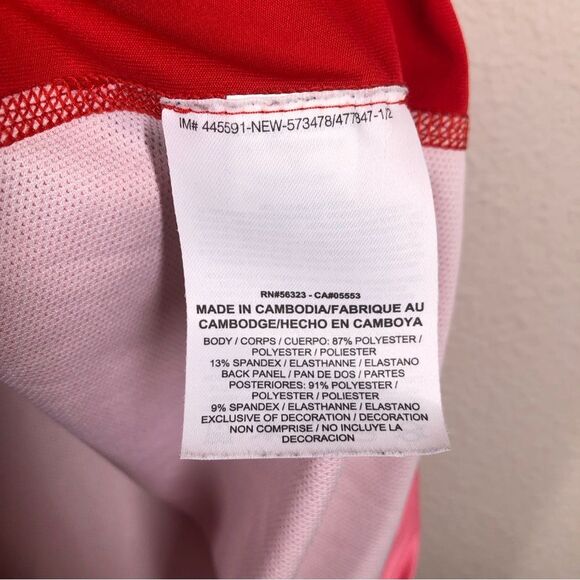 IM# 445591-NEW-573478/477847-1/2
RN#56323 - CA#05553
MADE IN CAMBODIA/FABRIQUE AU
CAMBODGE/HECHO EN CAMBOYA
BODY / CORPS / CUERPO: 87% POLYESTER /
POLYESTER / POLIESTER
13% SPANDEX / ELASTHANNE / ELASTANO
BACK PANEL / PAN DE DOS / PARTES
POSTERIORES: 91% POLYESTER /
POLYESTER / POLIESTER
9% SPANDEX / ELASTHANNE / ELASTANO
EXCLUSIVE OF DECORATION / DECORATION
NON COMPRISE / NO INCLUYE LA
DECORACIÓN